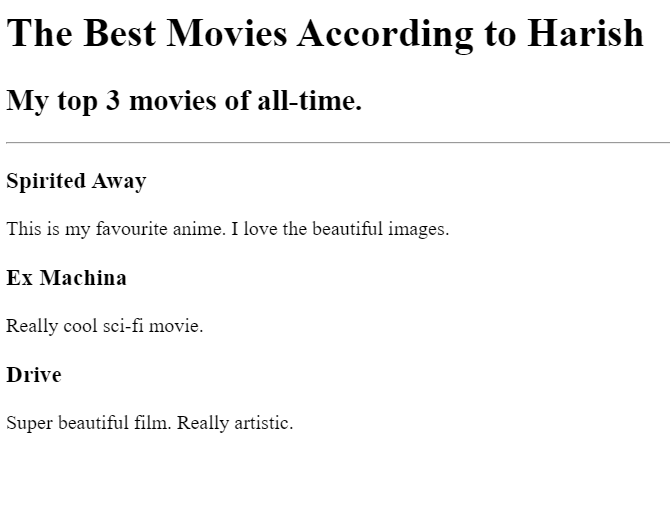 The Best Movies According to Harish
My top 3 movies of all-time.
Spirited Away
This is my favourite anime. I love the beautiful images.
Ex Machina
Really cool sci-fi movie.
Drive
Super beautiful film. Really artistic.